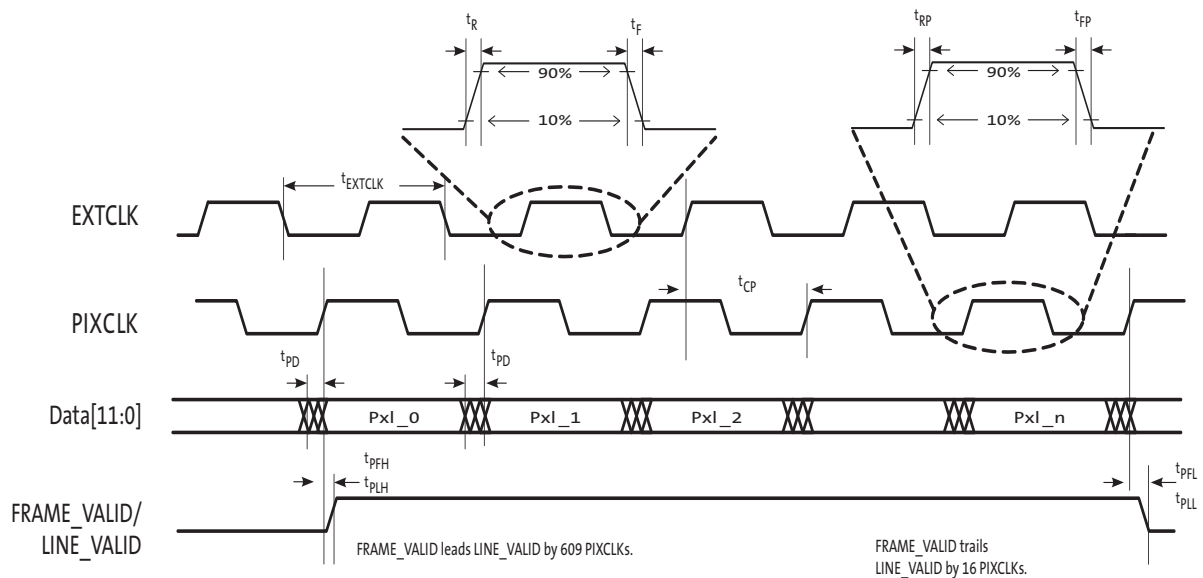 tR
tF
tRP
tFP
90%
90%
10%
10%
tEXTCLK
EXTCLK
tCP
PIXCLK
tPD
tPD
Data[11:0]
Pxl_0
Pxl_1
Pxl_2
Pxl_n
tPFH
tPLH
tPFL
tPLL
FRAME_VALID/
LINE_VALID
FRAME_VALID leads LINE_VALID by 609 PIXCLKs.
FRAME_VALID trails
LINE_VALID by 16 PIXCLKs.